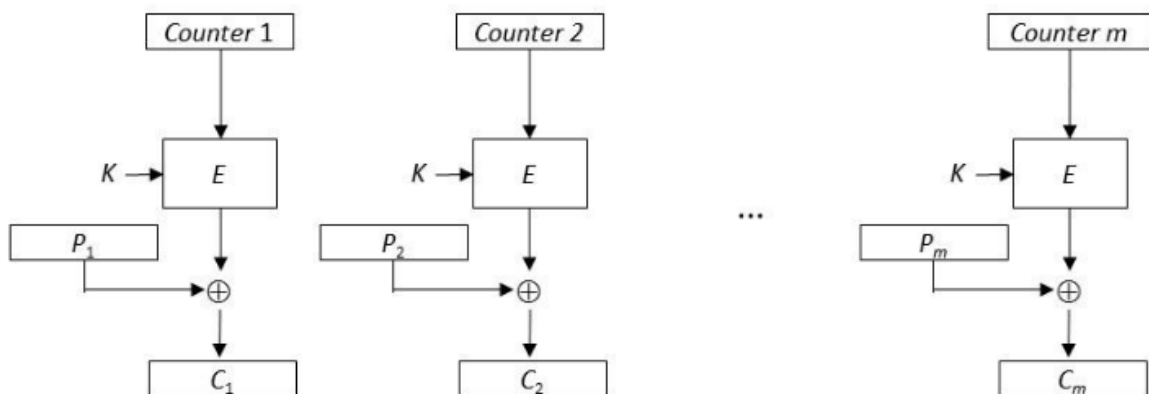 Counter 1 Counter 2 Counter m
K E K E ... K E
P₁ P₂ Pₘ
C₁ C₂ Cₘ